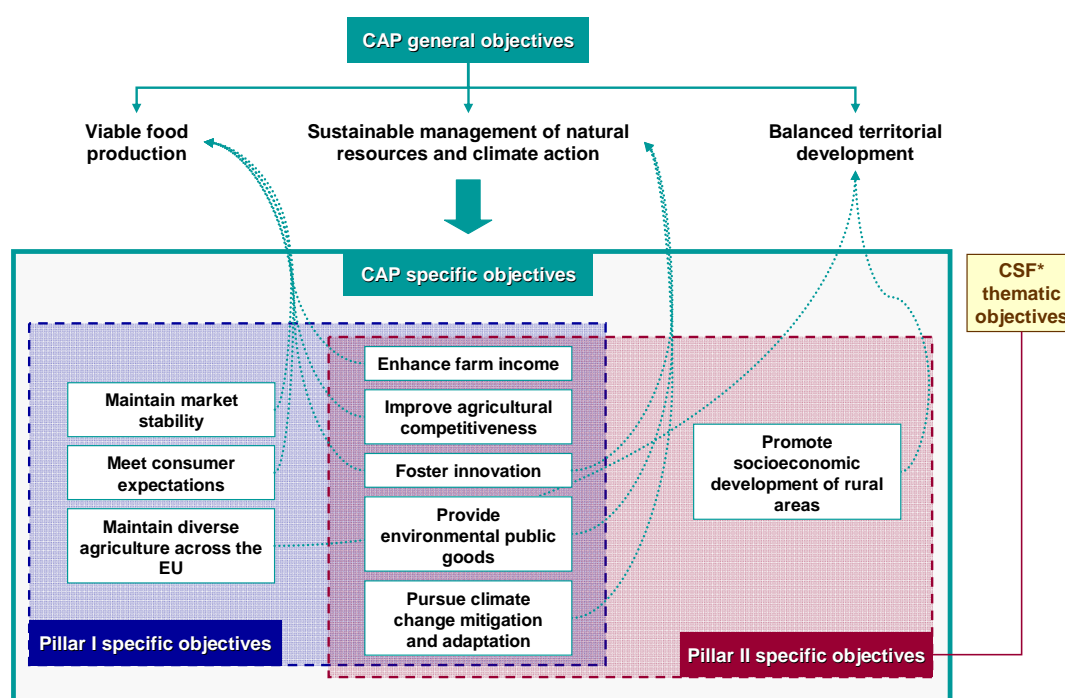 CAP general objectives
Viable food
production
Sustainable management of natural
resources and climate action
Balanced territorial
development
CAP specific objectives
CSF*
thematic
objectives
Enhance farm income
Maintain market
stability
Improve agricultural
competitiveness
Meet consumer
expectations
Foster innovation
Promote
socioeconomic
development of rural
areas
Maintain diverse
agriculture across the
EU
Provide
environmental public
goods
Pursue climate
change mitigation
and adaptation
Pillar I specific objectives
Pillar II specific objectives